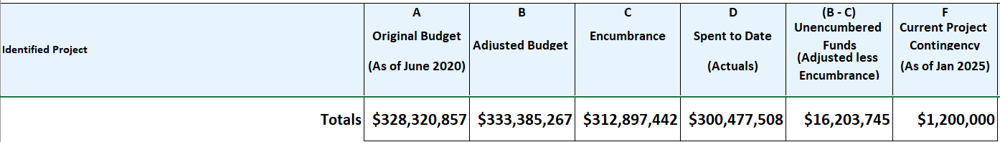 A B C D (B - C) F
Identified Project
Original Budget
(As of June 2020)
Adjusted Budget
Encumbrance
Spent to Date
(Actuals)
Unencumbered
Funds
(Adjusted less
Encumbrance)
Current Project
Contingency
(As of Jan 2025)
Totals $328,320,857 $333,385,267 $312,897,442 $300,477,508 $16,203,745 $1,200,000